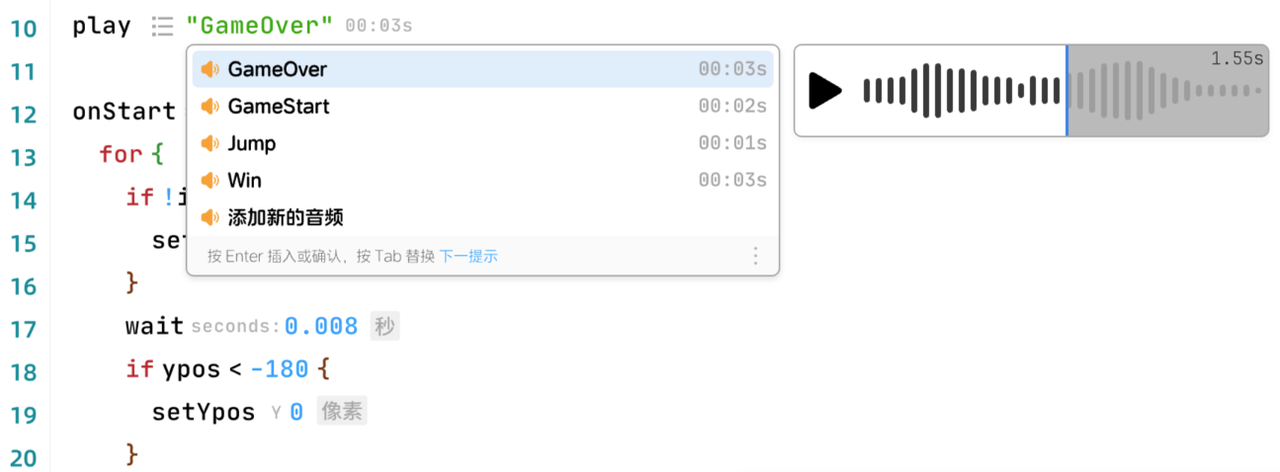 10 play "GameOver" 00:03s
GameOver 00:03s
GameStart 00:02s
Jump 00:01s
Win 00:03s
添加新的音频
按 Enter 插入或确认，按 Tab 替换 下一提示
1.55s
11
12 onStart
13 for {
14 if !i
15 set
16 }
17 wait seconds: 0.008 秒
18 if ypos < -180 {
19 setYpos Y 0 像素
20 }